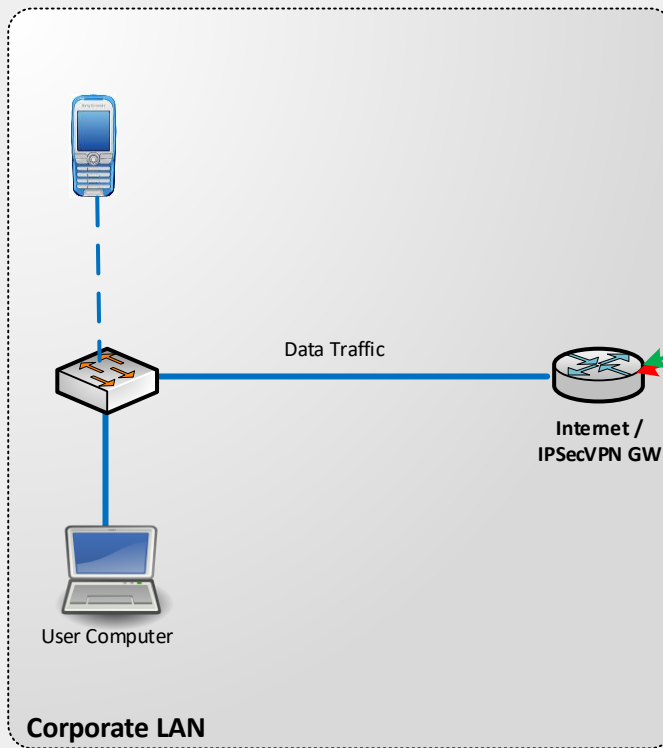 Data Traffic
Internet /
IPSecVPN GW
User Computer
Corporate LAN